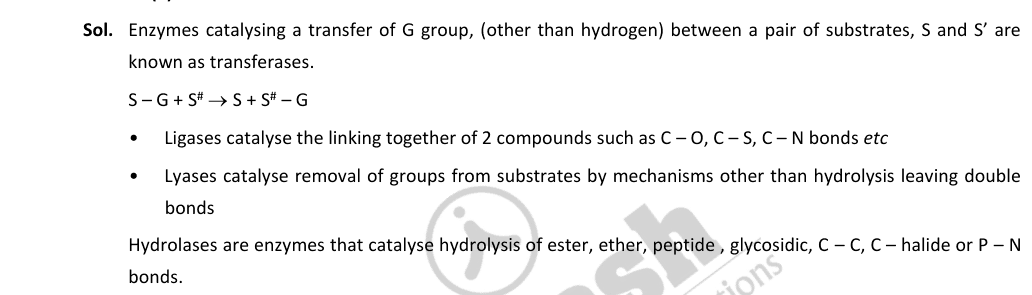 Sol. Enzymes catalysing a transfer of G group, (other than hydrogen) between a pair of substrates, S and S’ are
known as transferases.
S – G + S# → S + S# – G
• Ligases catalyse the linking together of 2 compounds such as C – O, C – S, C – N bonds etc
• Lyases catalyse removal of groups from substrates by mechanisms other than hydrolysis leaving double
bonds
Hydrolases are enzymes that catalyse hydrolysis of ester, ether, peptide , glycosidic, C – C, C – halide or P – N
bonds.